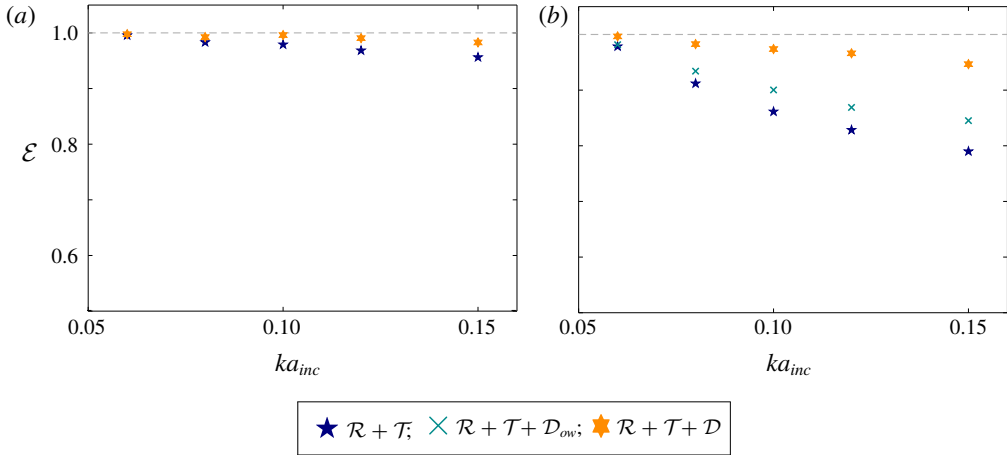 (a)
(b)
1.0
0.8
0.6
ℰ
0.05 0.10 0.15
0.05 0.10 0.15
ka_inc
ka_inc
ℛ + 𝒯; ℛ + 𝒯 + 𝒟_ow; ℛ + 𝒯 + 𝒟